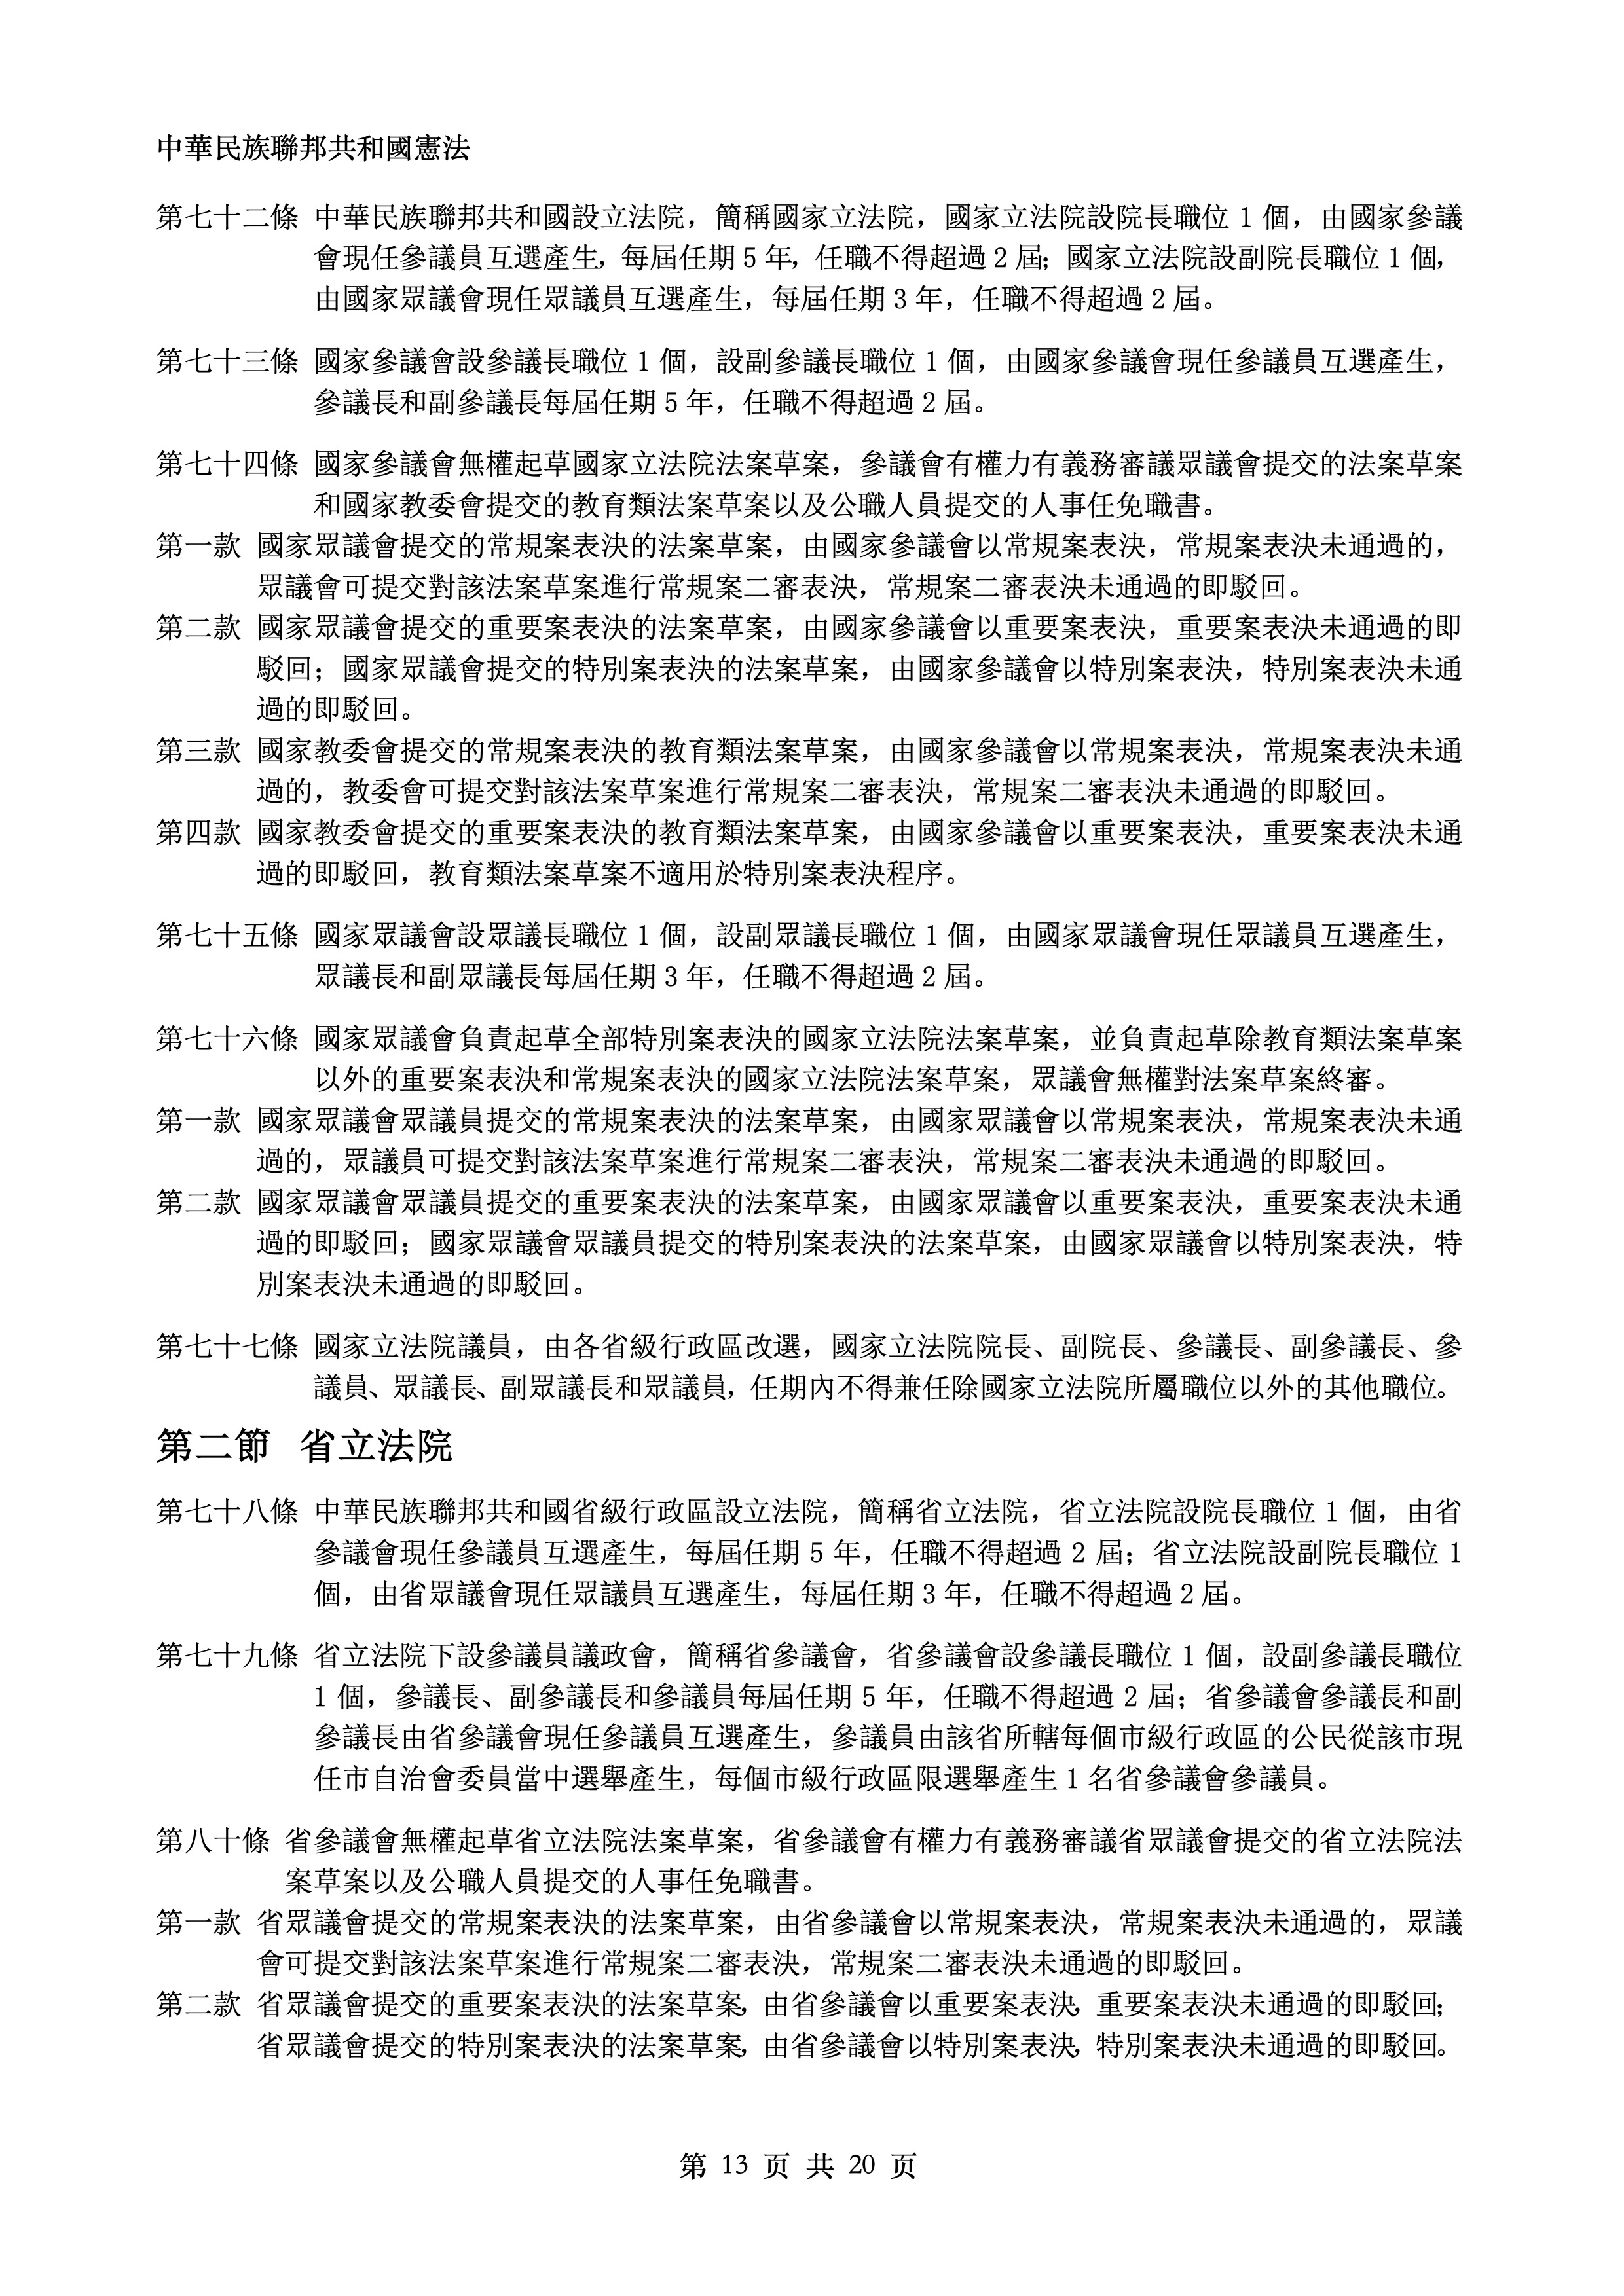 中華民族聯邦共和國憲法
第七十二條 中華民族聯邦共和國設立法院，簡稱國家立法院，國家立法院設院長職位 1 個，由國家參議
會現任參議員互選產生，每屆任期 5 年，任職不得超過 2 屆；國家立法院設副院長職位 1 個，
由國家眾議會現任眾議員互選產生，每屆任期 3 年，任職不得超過 2 屆。
第七十三條 國家參議會設參議長職位 1 個，設副參議長職位 1 個，由國家參議會現任參議員互選產生，
參議長和副參議長每屆任期 5 年，任職不得超過 2 屆。
第七十四條 國家參議會無權起草國家立法院法案草案，參議會有權力有義務審議眾議會提交的法案草案
和國家教委會提交的教育類法案草案以及公職人員提交的人事任免職書。
第一款 國家眾議會提交的常規案表決的法案草案，由國家參議會以常規案表決，常規案表決未通過的，
眾議會可提交對該法案草案進行常規案二審表決，常規案二審表決未通過的即駁回。
第二款 國家眾議會提交的重要案表決的法案草案，由國家參議會以重要案表決，重要案表決未通過的即
駁回；國家眾議會提交的特別案表決的法案草案，由國家參議會以特別案表決，特別案表決未通
過的即駁回。
第三款 國家教委會提交的常規案表決的教育類法案草案，由國家參議會以常規案表決，常規案表決未通
過的，教委會可提交對該法案草案進行常規案二審表決，常規案二審表決未通過的即駁回。
第四款 國家教委會提交的重要案表決的教育類法案草案，由國家參議會以重要案表決，重要案表決未通
過的即駁回，教育類法案草案不適用於特別案表決程序。
第七十五條 國家眾議會設眾議長職位 1 個，設副眾議長職位 1 個，由國家眾議會現任眾議員互選產生，
眾議長和副眾議長每屆任期 3 年，任職不得超過 2 屆。
第七十六條 國家眾議會負責起草全部特別案表決的國家立法院法案草案，並負責起草除教育類法案草案
以外的重要案表決和常規案表決的國家立法院法案草案，眾議會無權對法案草案終審。
第一款 國家眾議會眾議員提交的常規案表決的法案草案，由國家眾議會以常規案表決，常規案表決未通
過的，眾議員可提交對該法案草案進行常規案二審表決，常規案二審表決未通過的即駁回。
第二款 國家眾議會眾議員提交的重要案表決的法案草案，由國家眾議會以重要案表決，重要案表決未通
過的即駁回；國家眾議會眾議員提交的特別案表決的法案草案，由國家眾議會以特別案表決，特
別案表決未通過的即駁回。
第七十七條 國家立法院議員，由各省級行政區改選，國家立法院院長、副院長、參議長、副參議長、參
議員、眾議長、副眾議長和眾議員，任期內不得兼任除國家立法院所屬職位以外的其他職位。
第二節 省立法院
第七十八條 中華民族聯邦共和國省級行政區設立法院，簡稱省立法院，省立法院設院長職位 1 個，由省
參議會現任參議員互選產生，每屆任期 5 年，任職不得超過 2 屆；省立法院設副院長職位 1
個，由省眾議會現任眾議員互選產生，每屆任期 3 年，任職不得超過 2 屆。
第七十九條 省立法院下設參議員議政會，簡稱省參議會，省參議會設參議長職位 1 個，設副參議長職位
1 個，參議長、副參議長和參議員每屆任期 5 年，任職不得超過 2 屆；省參議會參議長和副
參議長由省參議會現任參議員互選產生，參議員由該省所轄每個市級行政區的公民從該市現
任市自治會委員當中選舉產生，每個市級行政區限選舉產生 1 名省參議會參議員。
第八十條 省參議會無權起草省立法院法案草案，省參議會有權力有義務審議省眾議會提交的省立法院法
案草案以及公職人員提交的人事任免職書。
第一款 省眾議會提交的常規案表決的法案草案，由省參議會以常規案表決，常規案表決未通過的，眾議
會可提交對該法案草案進行常規案二審表決，常規案二審表決未通過的即駁回。
第二款 省眾議會提交的重要案表決的法案草案，由省參議會以重要案表決，重要案表決未通過的即駁回；
省眾議會提交的特別案表決的法案草案，由省參議會以特別案表決，特別案表決未通過的即駁回。
第 13 页 共 20 页